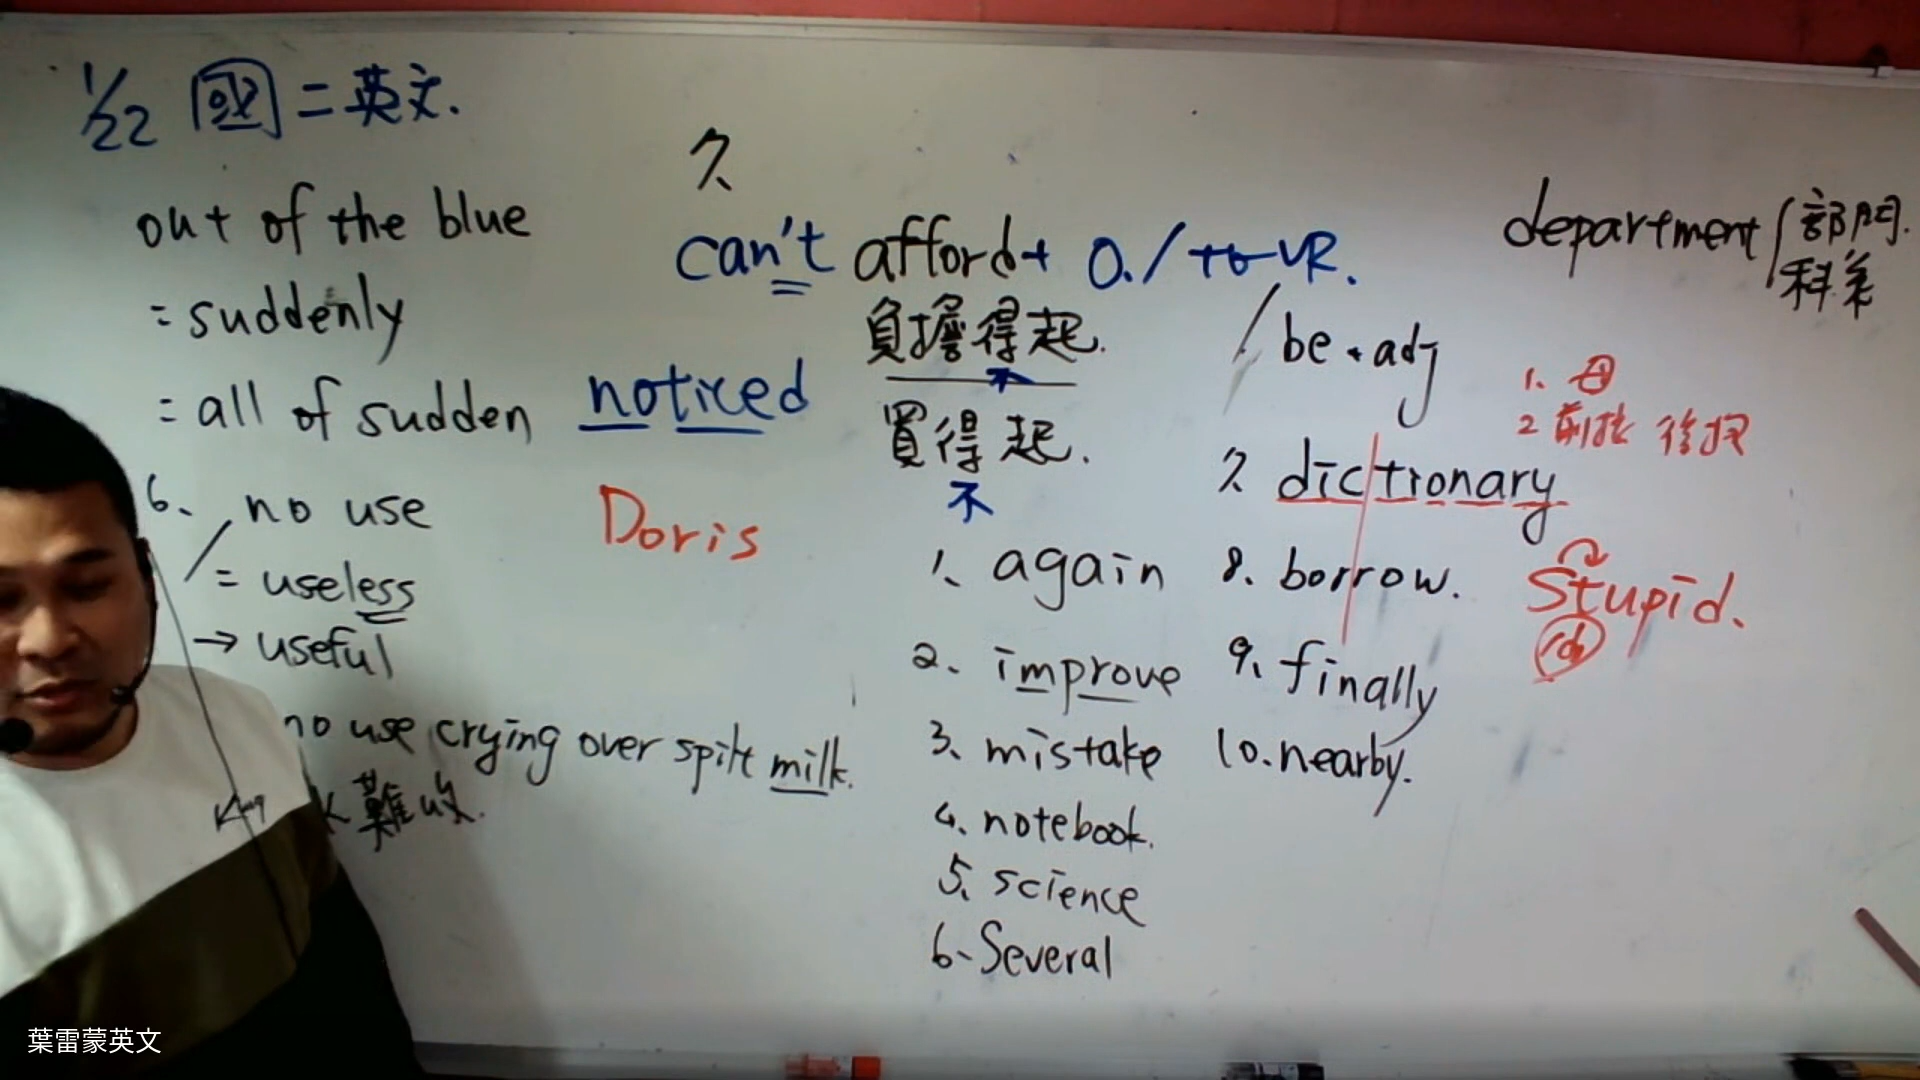 1/22 國二英文.
out of the blue
= suddenly
= all of sudden
noticed
6. no use
= useless
→ useful
no use crying over spilt milk.
難收.
Doris
7.
can't afford + O. / to VR.
負擔得起.
不
買得起.
不
/ be + adj
department 部門.
科系
1. 母
2 前
1. again
2. improve
3. mistake
4. notebook.
5. science
6. Several
7. dictionary
8. borrow.
9. finally
10. nearby.
Stupid.
葉雷蒙英文